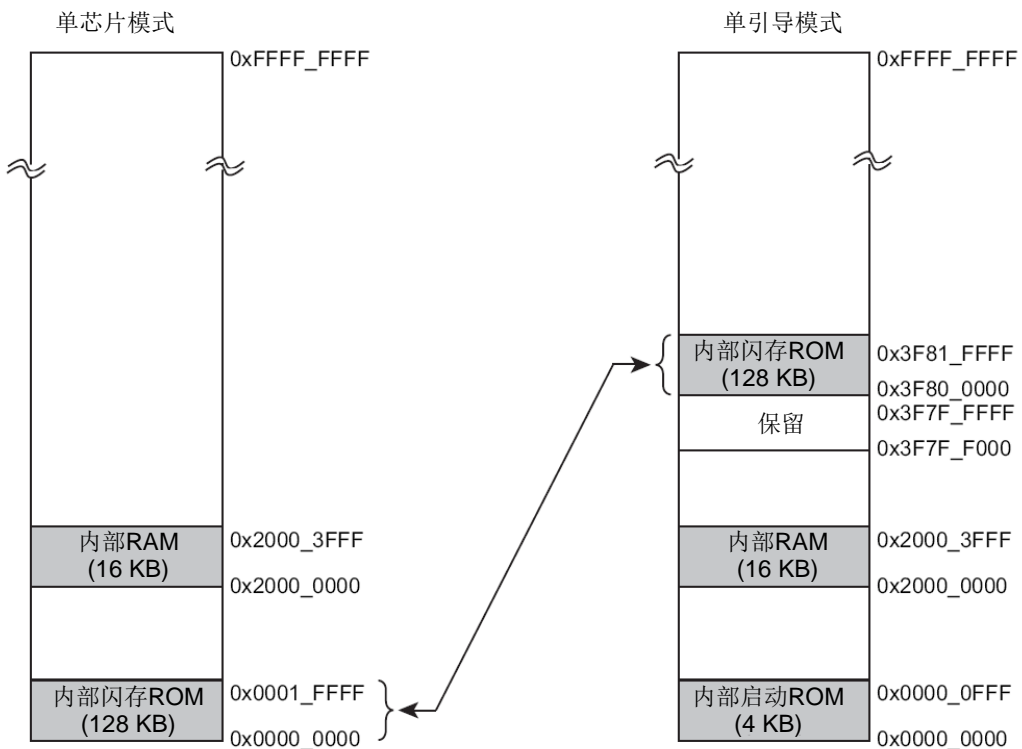 单芯片模式
0xFFFF_FFFF
内部RAM
(16 KB)
0x2000_3FFF
0x2000_0000
内部闪存ROM
(128 KB)
0x0001_FFFF
0x0000_0000
单引导模式
0xFFFF_FFFF
内部闪存ROM
(128 KB)
0x3F81_FFFF
0x3F80_0000
保留
0x3F7F_FFFF
0x3F7F_F000
内部RAM
(16 KB)
0x2000_3FFF
0x2000_0000
内部启动ROM
(4 KB)
0x0000_0FFF
0x0000_0000